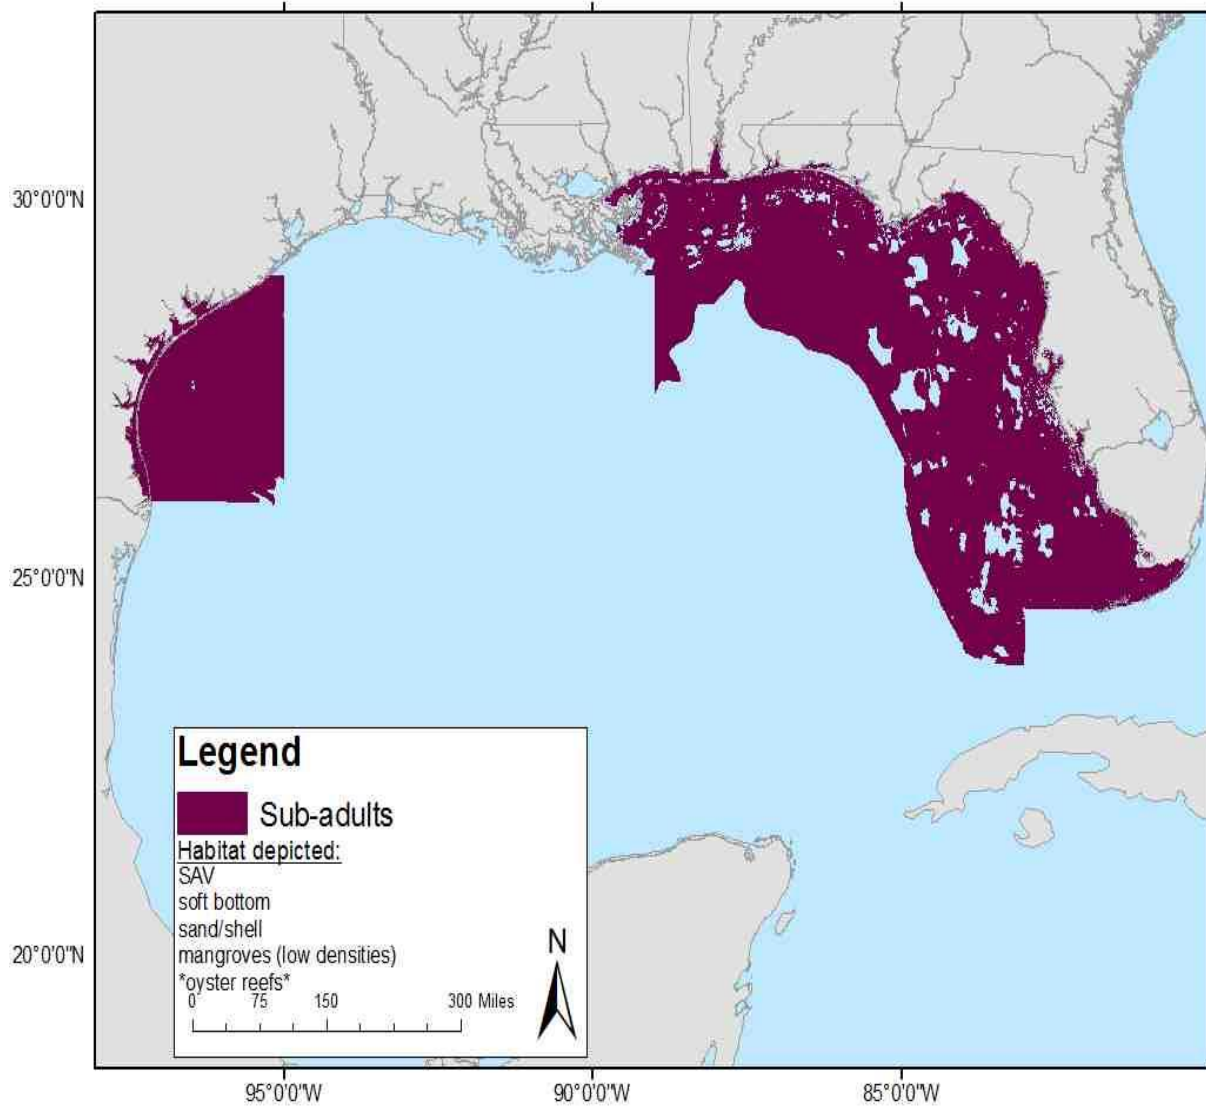 30°0'0"N
25°0'0"N
20°0'0"N
Legend
Sub-adults
Habitat depicted:
SAV
soft bottom
sand/shell
mangroves (low densities)
*oyster reefs*
0 75 150 300 Miles
N
95°0'0"W 90°0'0"W 85°0'0"W